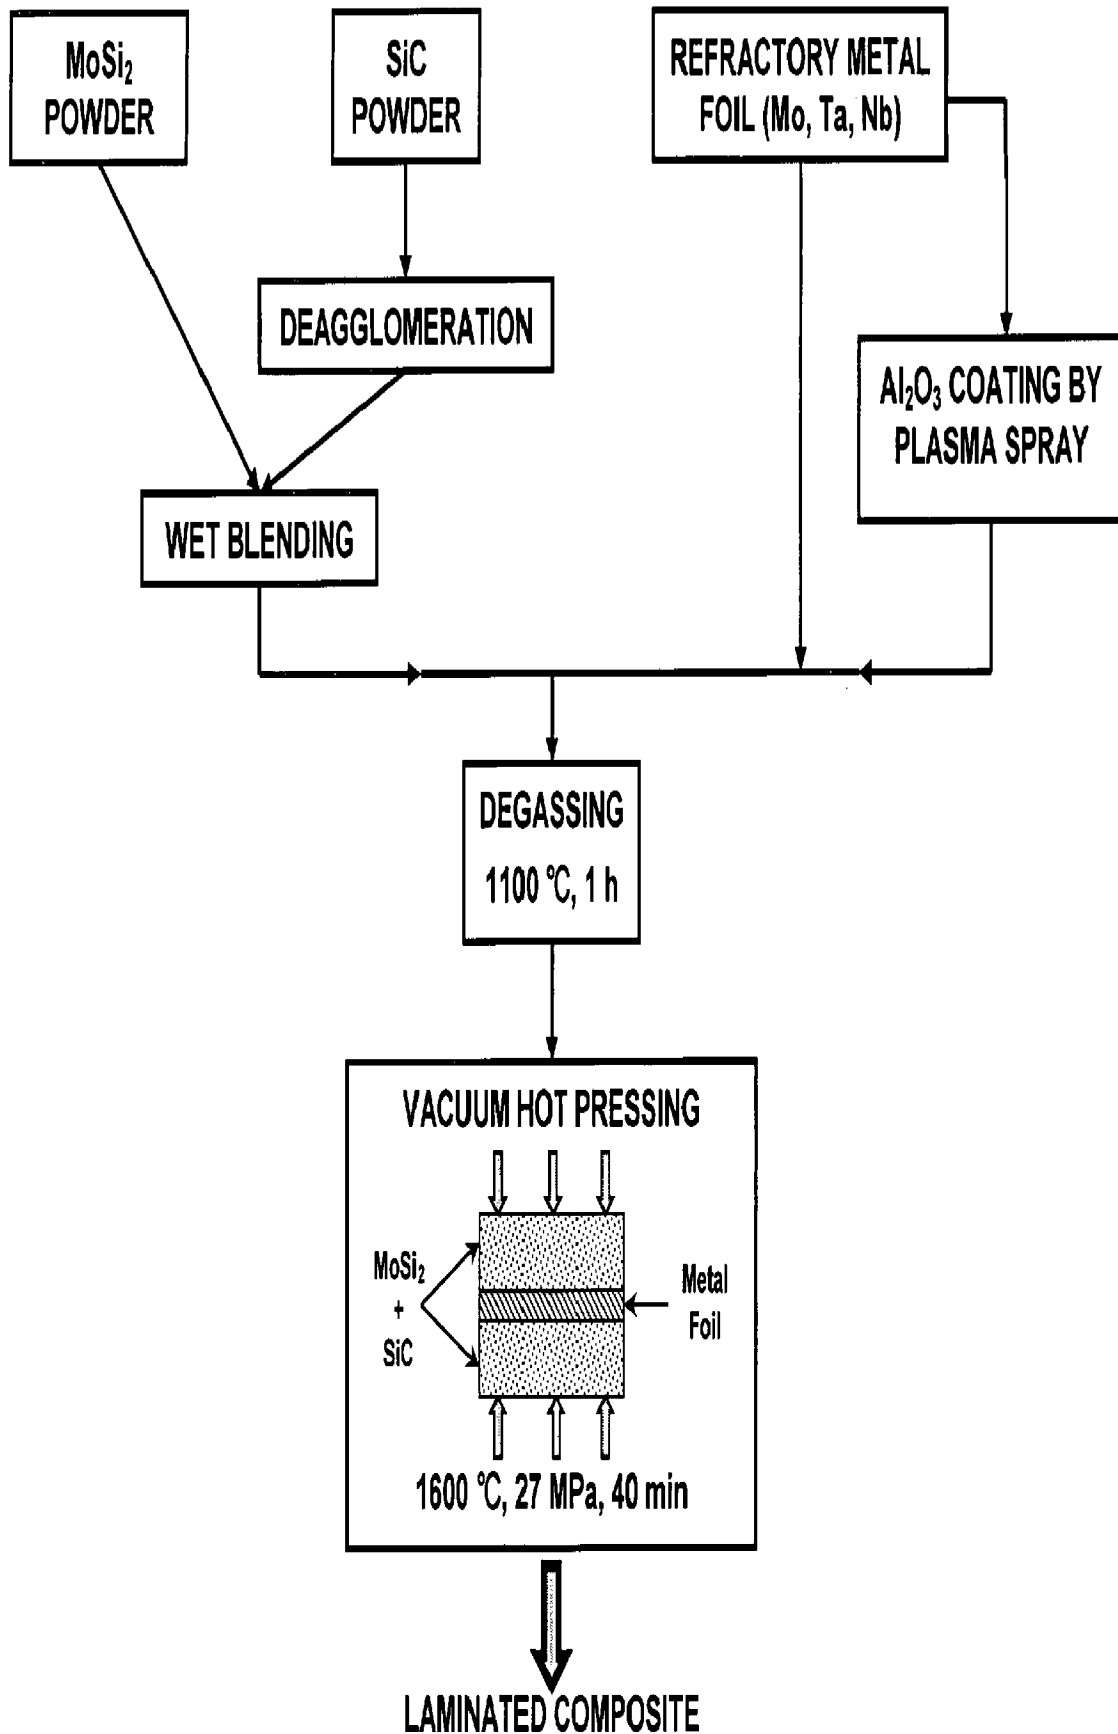 MoSi₂
POWDER
SiC
POWDER
REFRACTORY METAL
FOIL (Mo, Ta, Nb)
DEAGGLOMERATION
Al₂O₃ COATING BY
PLASMA SPRAY
WET BLENDING
DEGASSING
1100 °C, 1 h
VACUUM HOT PRESSING
MoSi₂
+
SiC
Metal
Foil
1600 °C, 27 MPa, 40 min
LAMINATED COMPOSITE